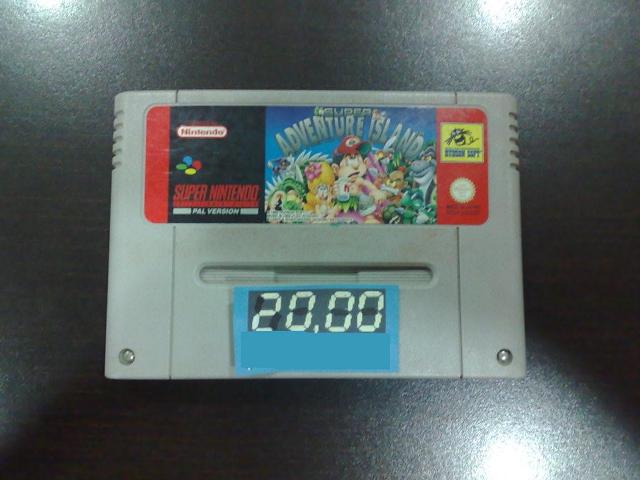 Nintendo
SUPER NINTENDO
PAL VERSION
SUPER
ADVENTURE ISLAND
HUDSON SOFT
20,00